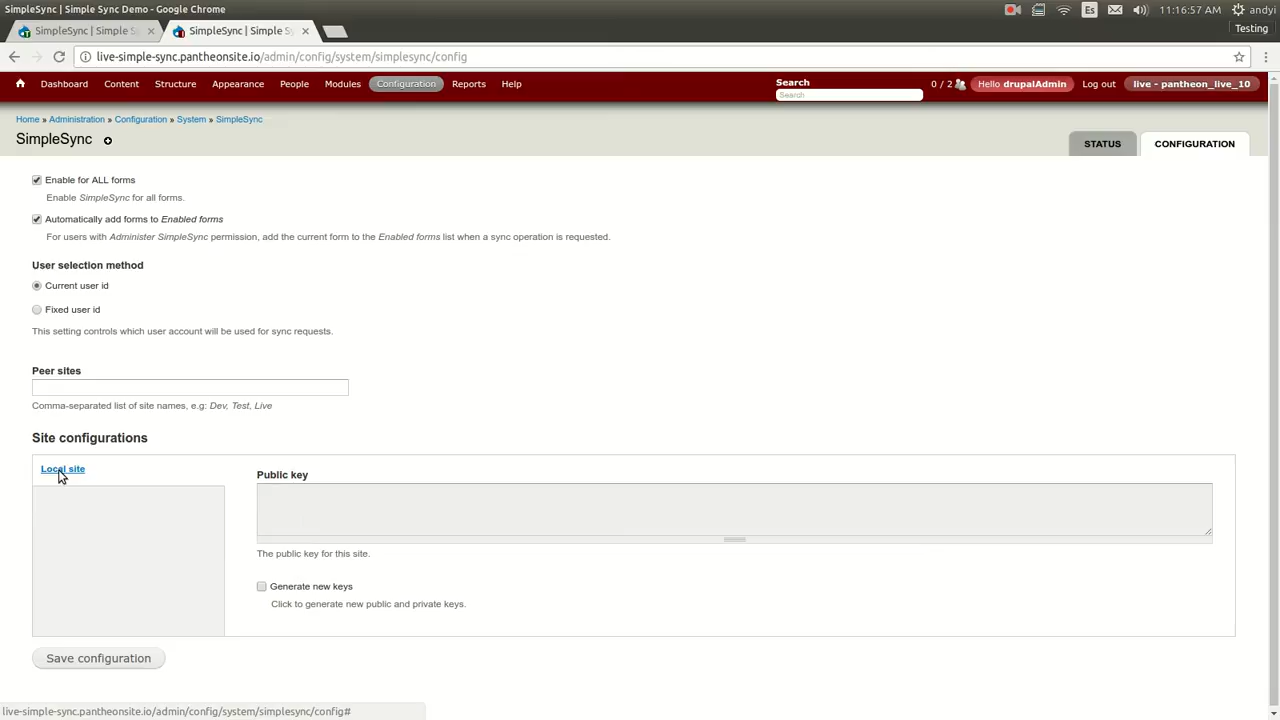 SimpleSync | Simple Sync Demo - Google Chrome
Es
11:16:57 AM
andyi
SimpleSync | Simple S
SimpleSync | Simple Sy
Testing
live-simple-sync.pantheonsite.io/admin/config/system/simplesync/config
Dashboard
Content
Structure
Appearance
People
Modules
Configuration
Reports
Help
Search
Search
0 / 2
Hello drupalAdmin
Log out
live - pantheon_live_10
Home » Administration » Configuration » System » SimpleSync
SimpleSync
STATUS
CONFIGURATION
Enable for ALL forms
Enable SimpleSync for all forms.
Automatically add forms to Enabled forms
For users with Administer SimpleSync permission, add the current form to the Enabled forms list when a sync operation is requested.
User selection method
Current user id
Fixed user id
This setting controls which user account will be used for sync requests.
Peer sites
Comma-separated list of site names, e.g: Dev, Test, Live
Site configurations
Local site
Public key
The public key for this site.
Generate new keys
Click to generate new public and private keys.
Save configuration
live-simple-sync.pantheonsite.io/admin/config/system/simplesync/config#